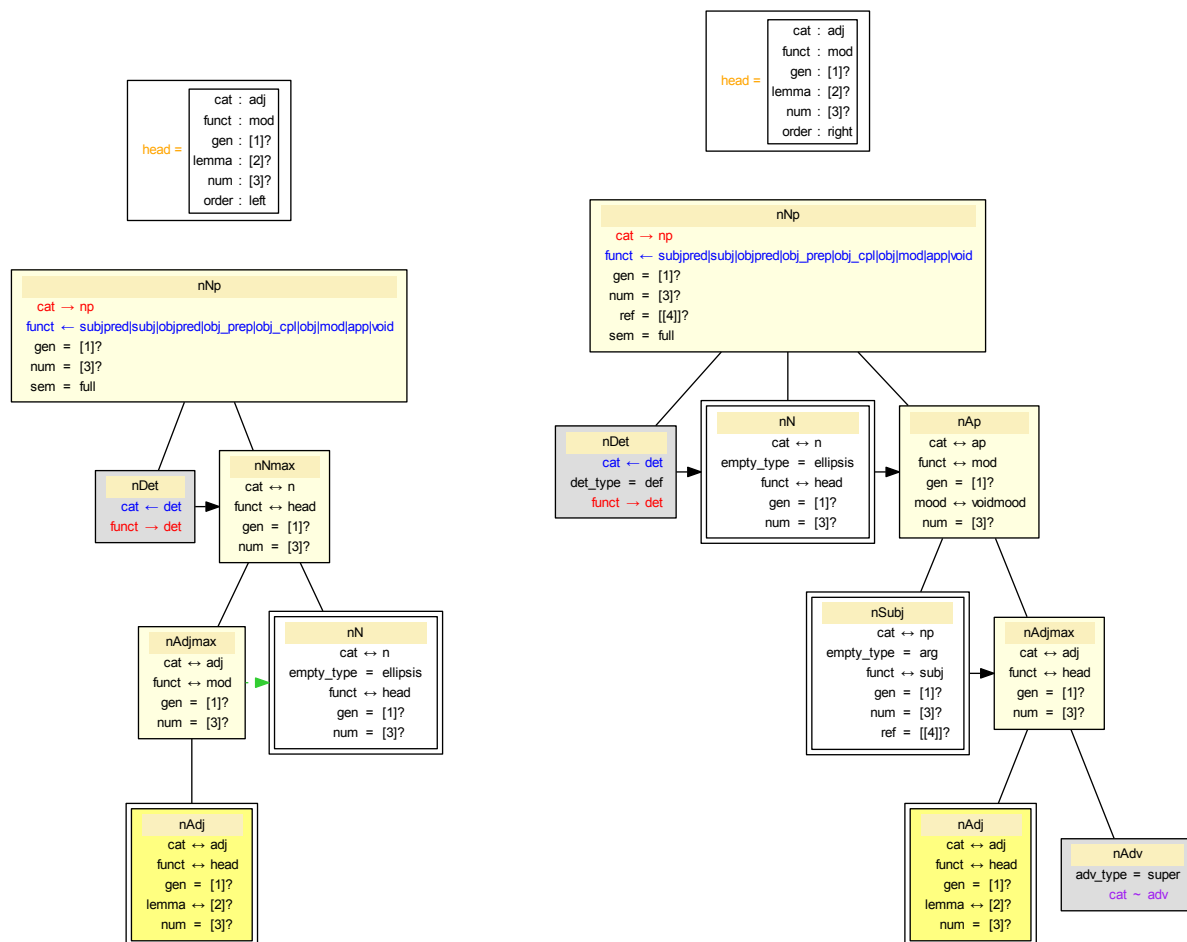 head =
cat : adj
funct : mod
gen : [1]?
lemma : [2]?
num : [3]?
order : left
nNp
cat → np
funct ← subjpred|subj|objpred|obj_prep|obj_cpl|obj|mod|app|void
gen = [1]?
num = [3]?
sem = full
nDet
cat ← det
funct → det
nNmax
cat ↔ n
funct ↔ head
gen = [1]?
num = [3]?
nAdjmax
cat ↔ adj
funct ↔ mod
gen = [1]?
num = [3]?
nN
cat ↔ n
empty_type = ellipsis
funct ↔ head
gen = [1]?
num = [3]?
nAdj
cat ↔ adj
funct ↔ head
gen = [1]?
lemma ↔ [2]?
num = [3]?
head =
cat : adj
funct : mod
gen : [1]?
lemma : [2]?
num : [3]?
order : right
nNp
cat → np
funct ← subjpred|subj|objpred|obj_prep|obj_cpl|obj|mod|app|void
gen = [1]?
num = [3]?
ref = [[4]]?
sem = full
nDet
cat ← det
det_type = def
funct → det
nN
cat ↔ n
empty_type = ellipsis
funct ↔ head
gen = [1]?
num = [3]?
nAp
cat ↔ ap
funct ↔ mod
gen = [1]?
mood ↔ voidmood
num = [3]?
nSubj
cat ↔ np
empty_type = arg
funct ↔ subj
gen = [1]?
num = [3]?
ref = [[4]]?
nAdjmax
cat ↔ adj
funct ↔ head
gen = [1]?
num = [3]?
nAdj
cat ↔ adj
funct ↔ head
gen = [1]?
lemma ↔ [2]?
num = [3]?
nAdv
adv_type = super
cat ~ adv